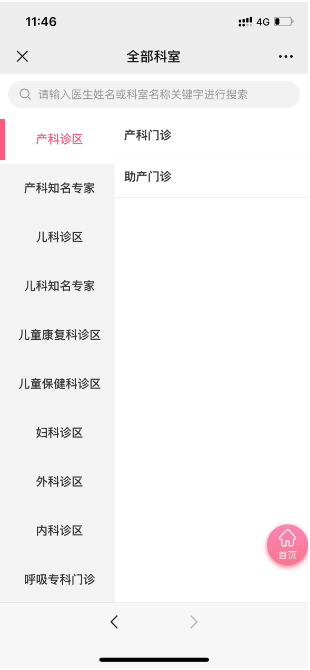 11:46
4G
全部科室
请输入医生姓名或科室名称关键字进行搜索
产科诊区
产科门诊
助产门诊
产科知名专家
儿科诊区
儿科知名专家
儿童康复科诊区
儿童保健科诊区
妇科诊区
外科诊区
内科诊区
呼吸专科门诊
首页